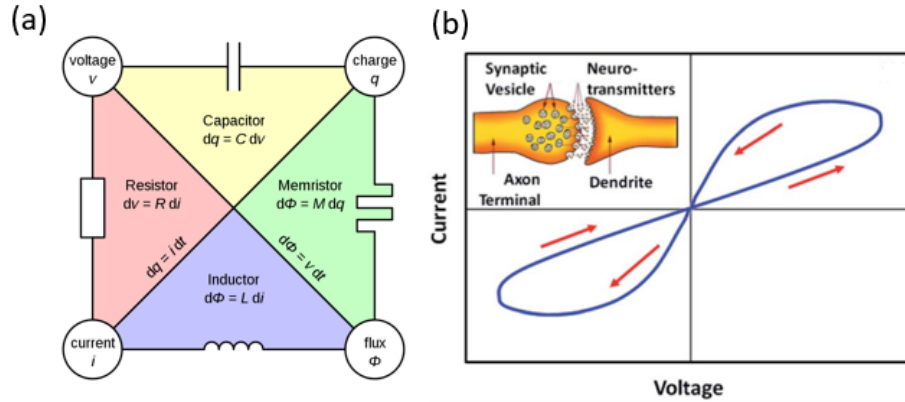 (a)
voltage
v
charge
q
Capacitor
dq = C dv
Resistor
dv = R di
Memristor
dΦ = M dq
dq = i dt
dΦ = v dt
Inductor
dΦ = L di
current
i
flux
Φ
(b)
Synaptic
Vesicle
Neuro-
transmitters
Axon
Terminal
Dendrite
Current
Voltage